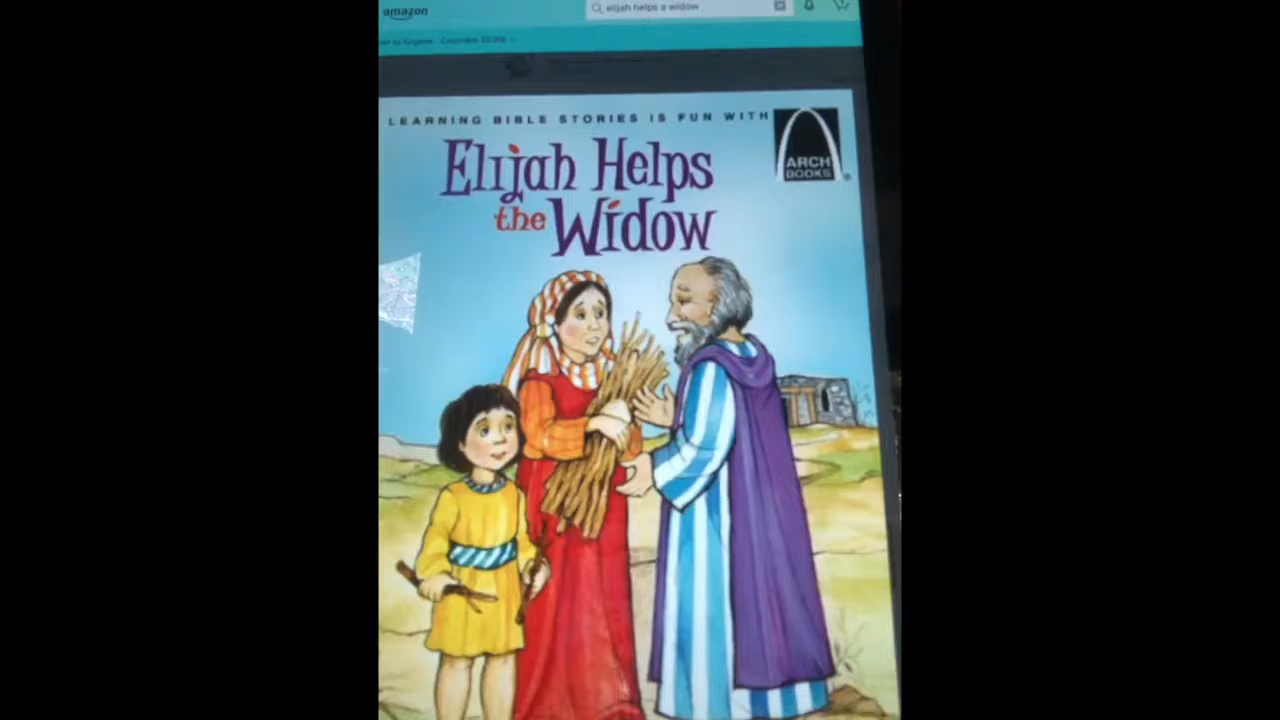 amazon
elijah helps a widow
LEARNING BIBLE STORIES IS FUN WITH
ARCH
BOOKS
Elijah Helps
the Widow